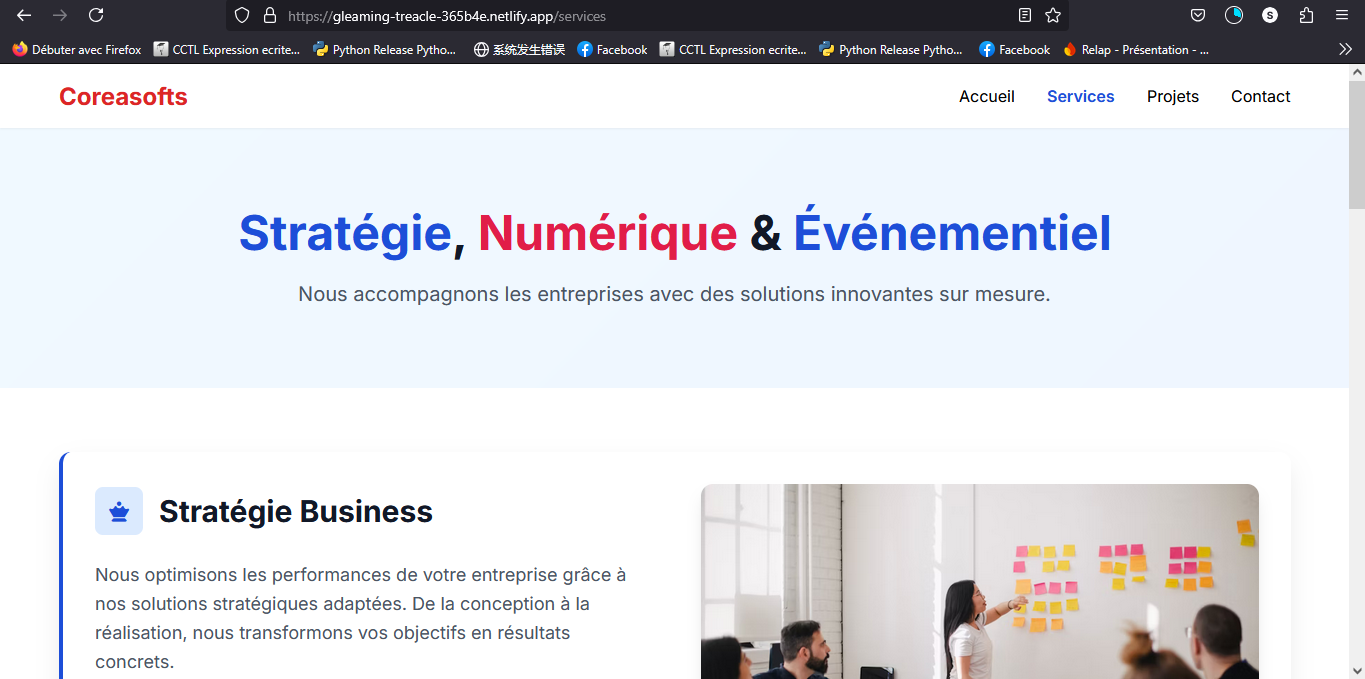 https://gleaming-treacle-365b4e.netlify.app/services
S
Débuter avec Firefox CCTL Expression ecrite... Python Release Pytho... 系统发生错误 Facebook CCTL Expression ecrite... Python Release Pytho... Facebook Relap - Présentation - ...
Coreasofts Accueil Services Projets Contact
Stratégie, Numérique & Événementiel
Nous accompagnons les entreprises avec des solutions innovantes sur mesure.
Stratégie Business
Nous optimisons les performances de votre entreprise grâce à
nos solutions stratégiques adaptées. De la conception à la
réalisation, nous transformons vos objectifs en résultats
concrets.